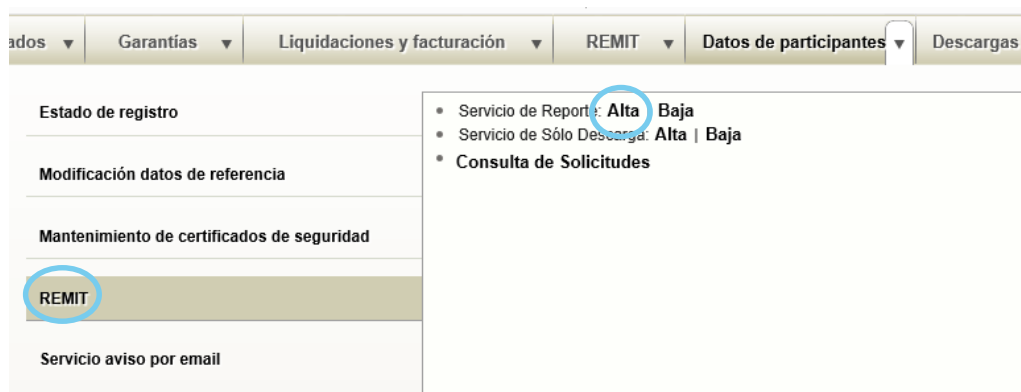 ados Garantías Liquidaciones y facturación REMIT Datos de participantes Descargas
Estado de registro
Modificación datos de referencia
Mantenimiento de certificados de seguridad
REMIT
Servicio aviso por email
Servicio de Reporte: Alta Baja
Servicio de Sólo Descarga: Alta | Baja
Consulta de Solicitudes